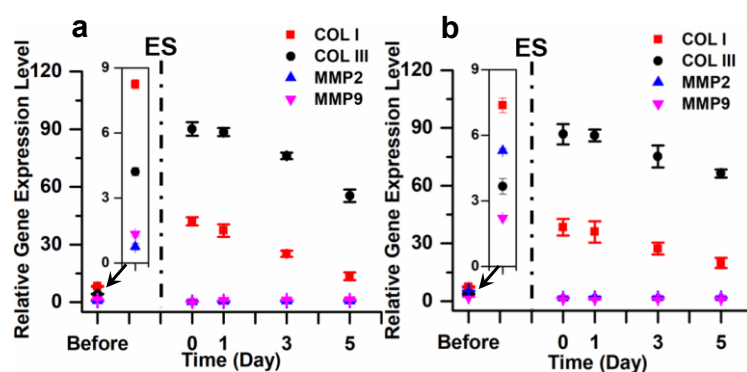 a
ES
COL I
COL III
MMP2
MMP9
Relative Gene Expression Level
120
90
60
30
0
9
6
3
0
Before
0
1
3
5
Time (Day)
b
ES
COL I
COL III
MMP2
MMP9
Relative Gene Expression Level
120
90
60
30
0
9
6
3
0
Before
0
1
3
5
Time (Day)